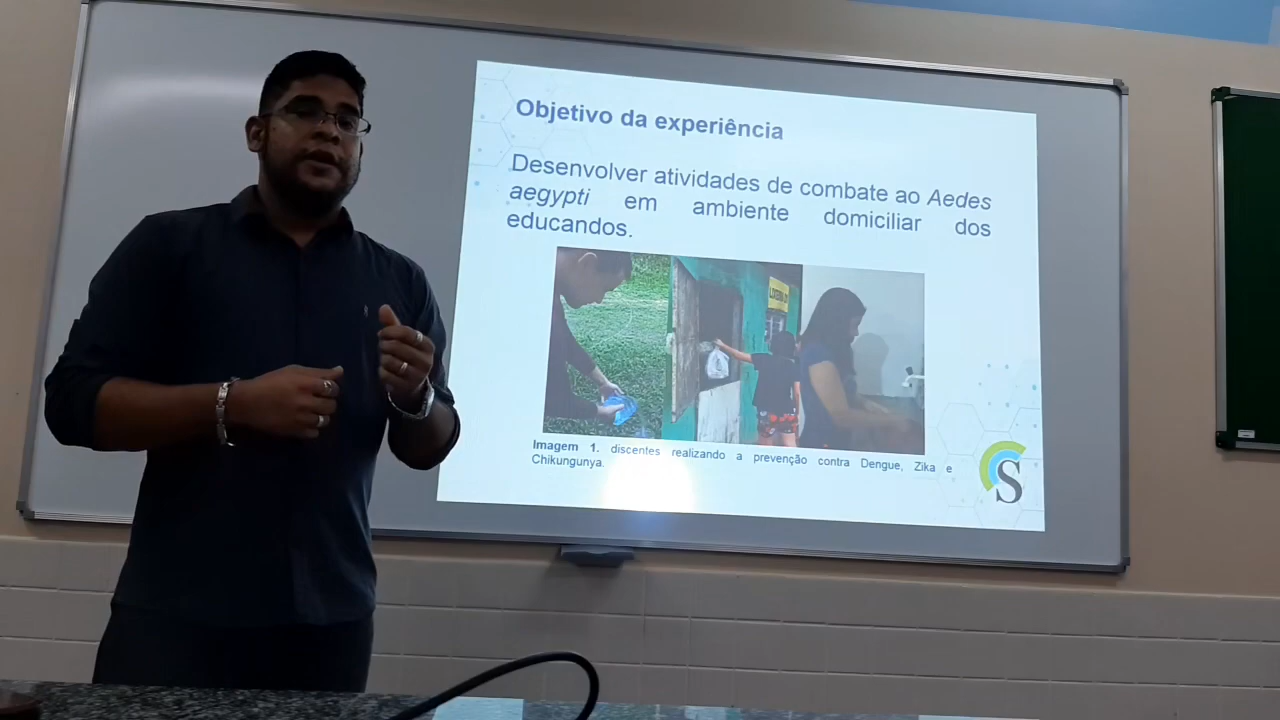 Objetivo da experiência
Desenvolver atividades de combate ao Aedes
aegypti em ambiente domiciliar dos
educandos.
Imagem 1. discentes realizando a prevenção contra Dengue, Zika e
Chikungunya.
S